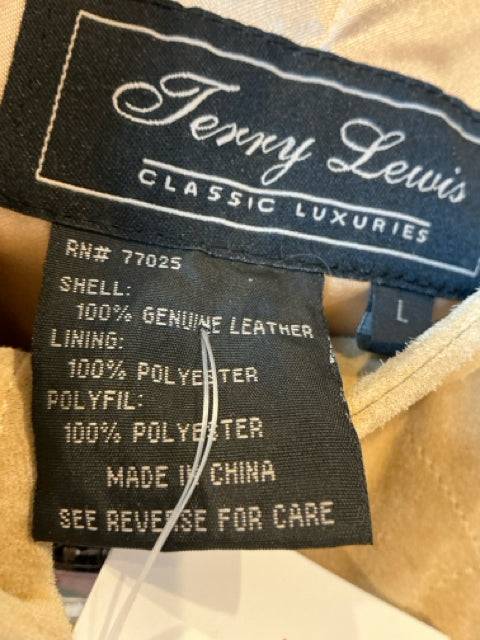 Terry Lewis
CLASSIC LUXURIES
L
RN# 77025
SHELL:
100% GENUINE LEATHER
LINING:
100% POLYESTER
POLYFIL:
100% POLYESTER
MADE IN CHINA
SEE REVERSE FOR CARE